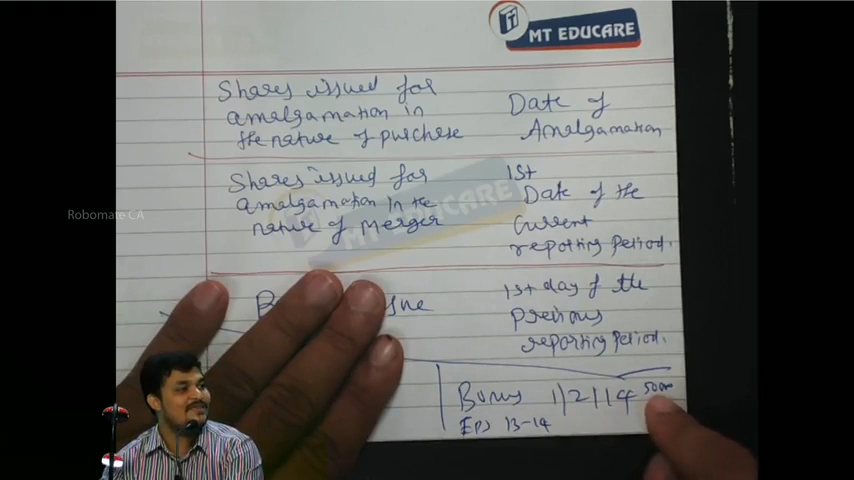 MT EDUCARE
Shares issued for
amalgamation in
the nature of purchase
Date of
Amalgamation
Shares issued for
amalgamation in the
nature of Merger
1st
Date of the
current
reporting Period.
MT EDUCARE
Robomate CA
1st day of the
previous
reporting Period.
Bonus 1/2/14
EPS 13-14